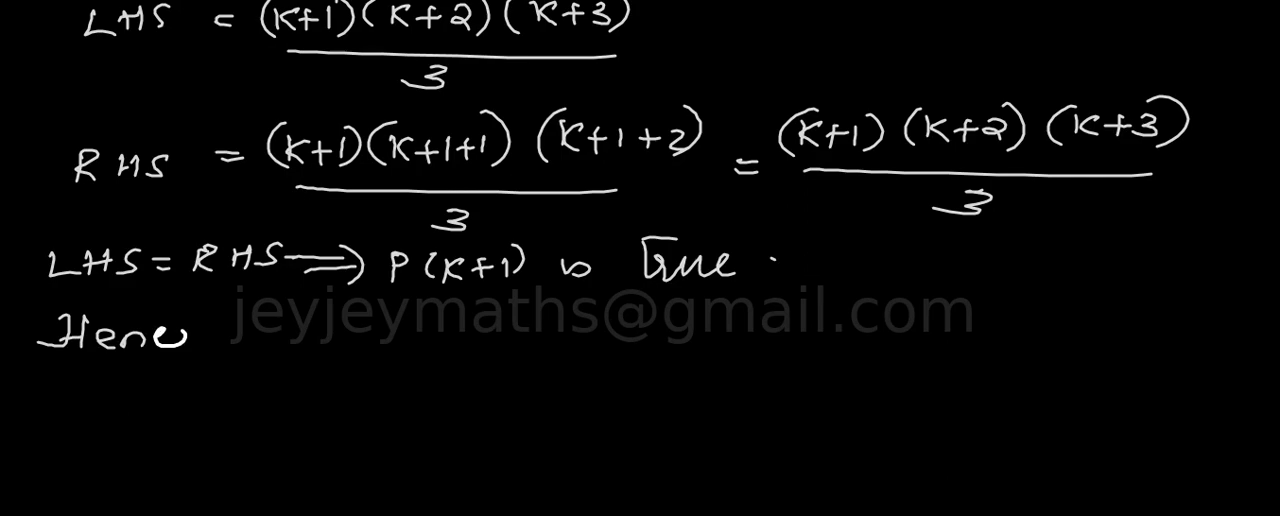 LHS = (K+1)(K+2)(K+3)
3
RHS = (K+1)(K+1+1)(K+1+2) = (K+1)(K+2)(K+3)
3 3
LHS = RHS ⟹ P(K+1) is True.
jeyjeymaths@gmail.com
Henc